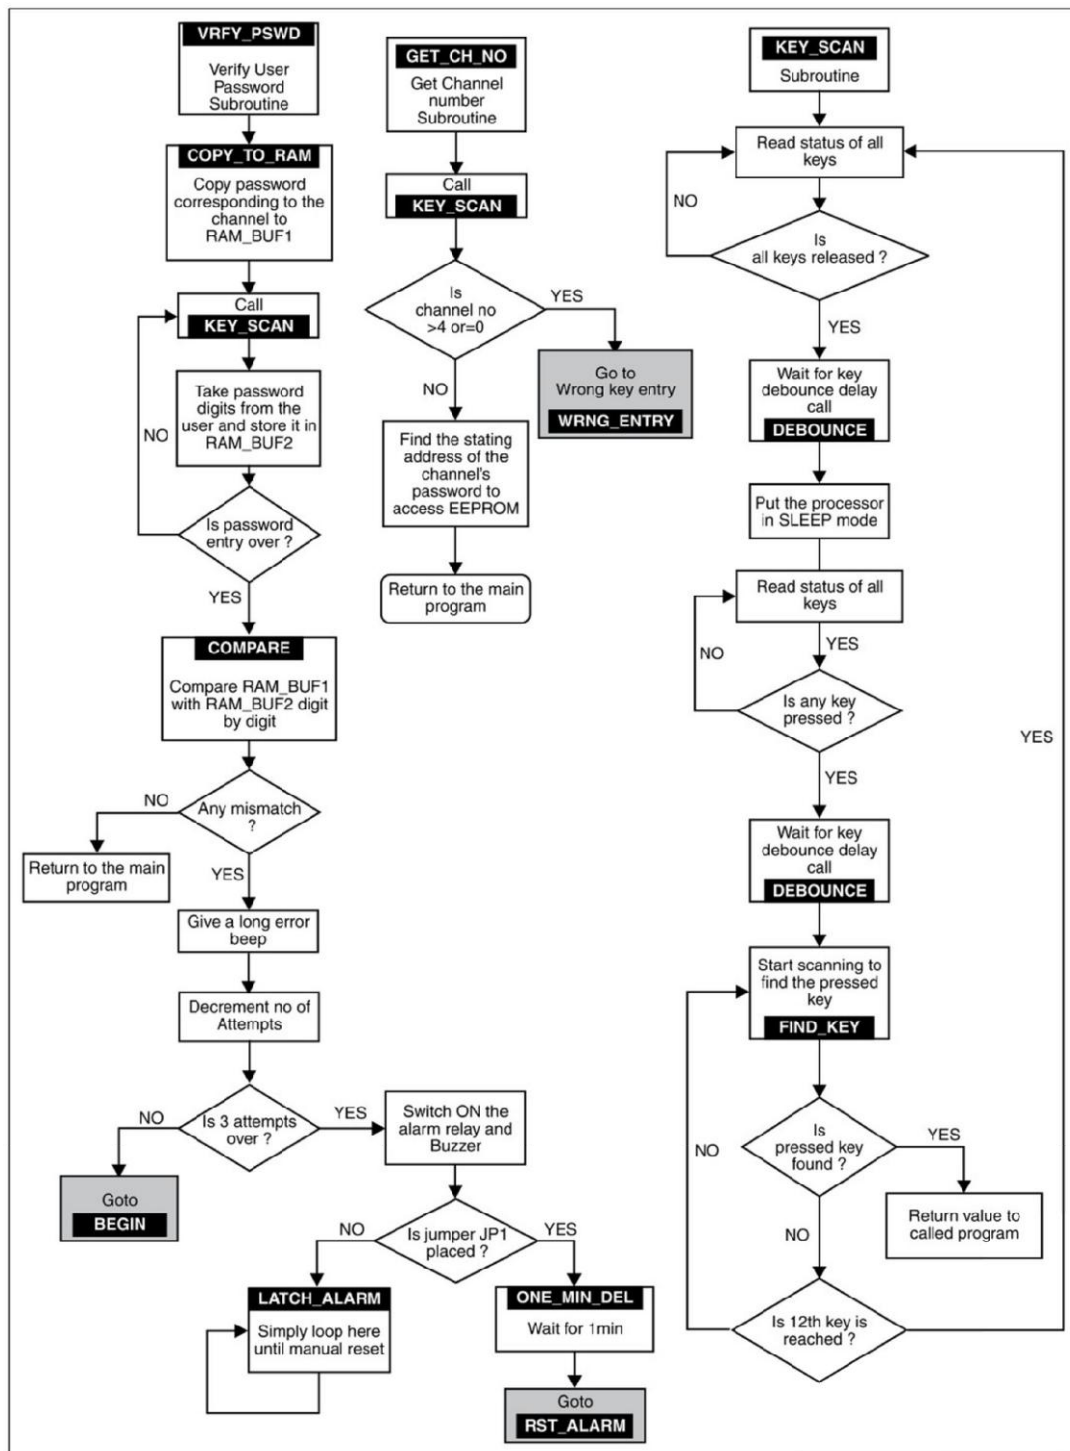 VRFY_PSWD
Verify User
Password
Subroutine
COPY_TO_RAM
Copy password
corresponding to the
channel to
RAM_BUF1
Call
KEY_SCAN
Take password
digits from the
user and store it in
RAM_BUF2
NO
Is password
entry over ?
YES
COMPARE
Compare RAM_BUF1
with RAM_BUF2 digit
by digit
NO
Any mismatch
?
Return to the main
program
YES
Give a long error
beep
Decrement no of
Attempts
NO
Is 3 attempts
over ?
YES
Goto
BEGIN
Switch ON the
alarm relay and
Buzzer
NO
Is jumper JP1
placed ?
YES
LATCH_ALARM
Simply loop here
until manual reset
ONE_MIN_DEL
Wait for 1min
Goto
RST_ALARM
GET_CH_NO
Get Channel
number
Subroutine
Call
KEY_SCAN
Is
channel no
>4 or=0
YES
Go to
Wrong key entry
WRNG_ENTRY
NO
Find the stating
address of the
channel's
password to
access EEPROM
Return to the main
program
KEY_SCAN
Subroutine
Read status of all
keys
NO
Is
all keys released ?
YES
Wait for key
debounce delay
call
DEBOUNCE
Put the processor
in SLEEP mode
Read status of all
keys
YES
NO
Is any key
pressed ?
YES
YES
Wait for key
debounce delay
call
DEBOUNCE
Start scanning to
find the pressed
key
FIND_KEY
NO
Is
pressed key
found ?
YES
Return value to
called program
NO
Is 12th key is
reached ?